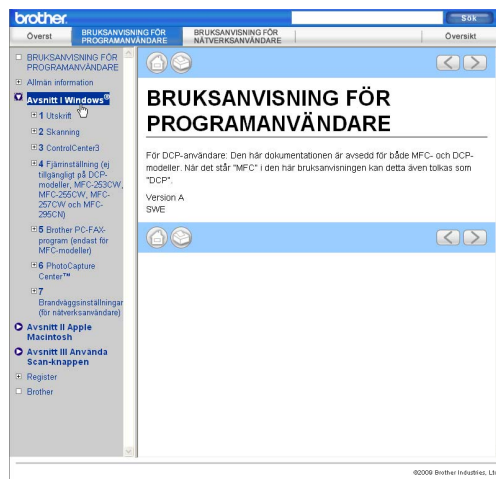 brother.
Sök
Överst
BRUKSANVISNING FÖR
PROGRAMANVÄNDARE
BRUKSANVISNING FÖR
NÄTVERKSANVÄNDARE
Översikt
BRUKSANVISNING FÖR
PROGRAMANVÄNDARE
Allmän information
Avsnitt I Windows®
1 Utskrift
2 Skanning
3 ControlCenter3
4 Fjärrinställning (ej
tillgängligt på DCP-
modeller, MFC-253CW,
MFC-255CW, MFC-
257CW och MFC-
295CN)
5 Brother PC-FAX-
program (endast för
MFC-modeller)
6 PhotoCapture
Center™
7
Brandväggsinställningar
(för nätverksanvändare)
Avsnitt II Apple
Macintosh
Avsnitt III Använda
Scan-knappen
Register
Brother
BRUKSANVISNING FÖR
PROGRAMANVÄNDARE
För DCP-användare: Den här dokumentationen är avsedd för både MFC- och DCP-
modeller. När det står "MFC" i den här bruksanvisningen kan detta även tolkas som
"DCP".
Version A
SWE
©2009 Brother Industries, Lt